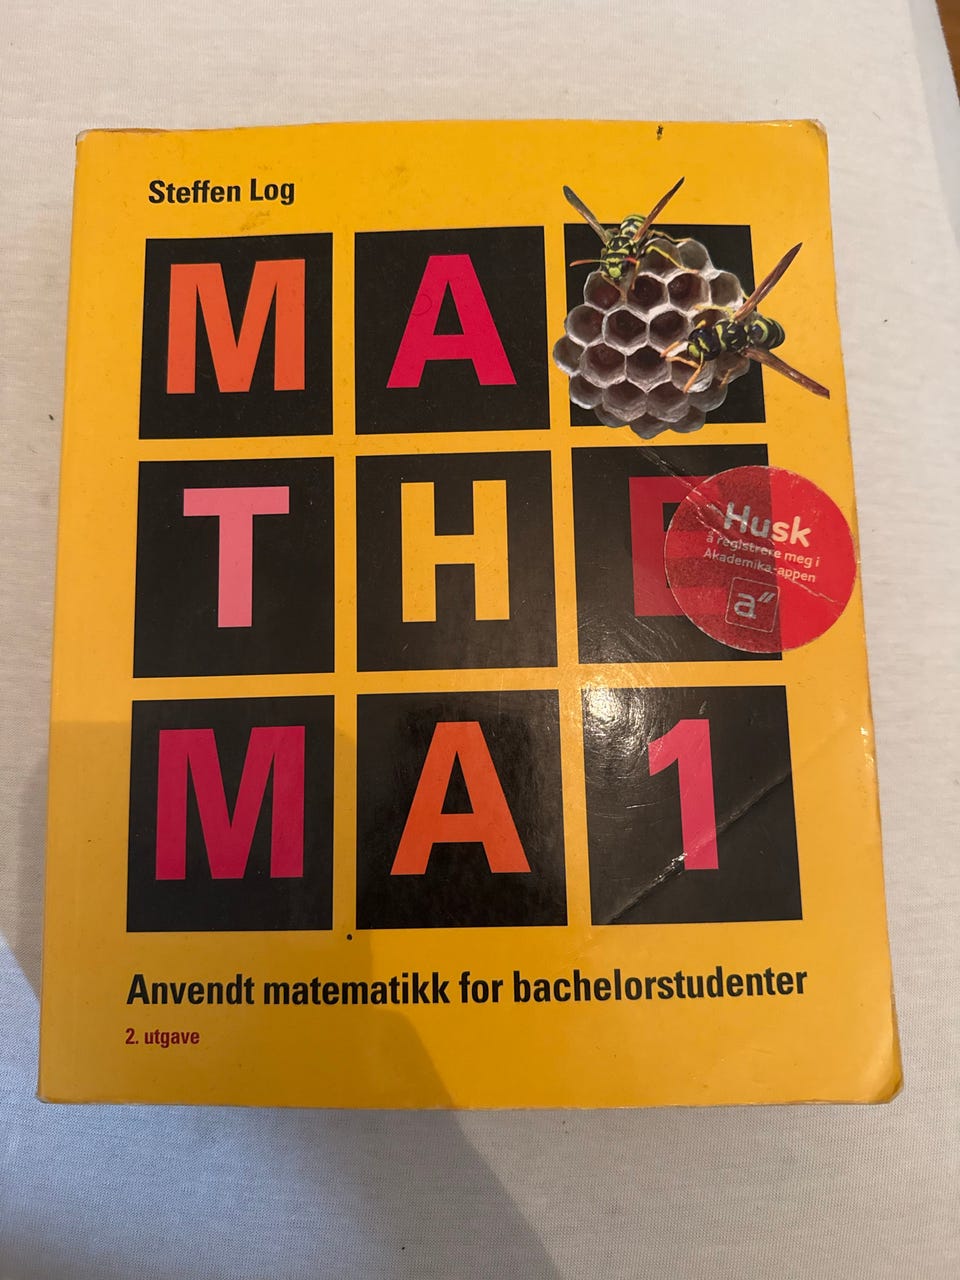 Steffen Log
M A
T H E
M A 1
Husk
å registrere meg i
Akademika-appen
a"
Anvendt matematikk for bachelorstudenter
2. utgave